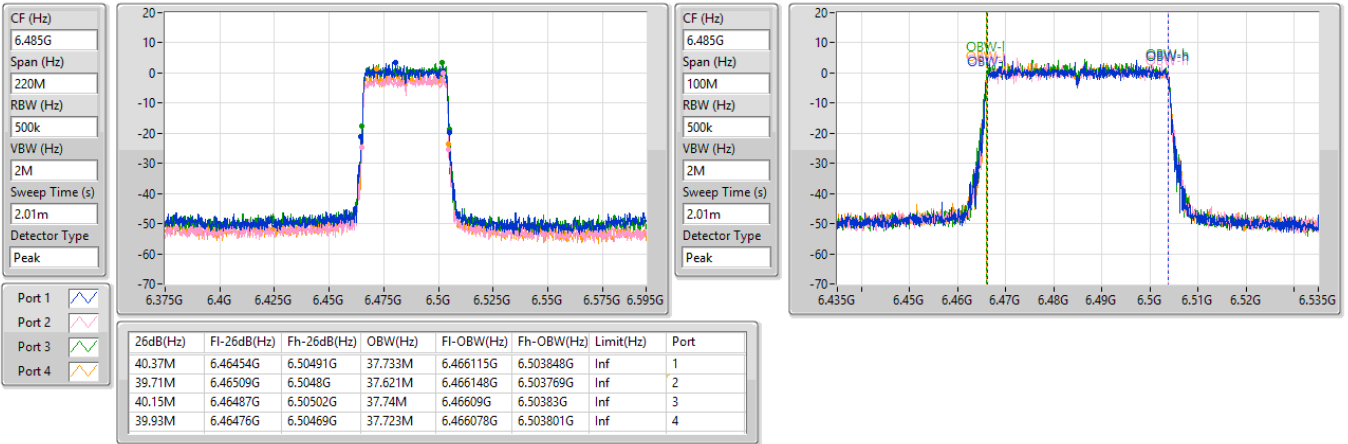 CF (Hz)
6.485G
Span (Hz)
220M
RBW (Hz)
500k
VBW (Hz)
2M
Sweep Time (s)
2.01m
Detector Type
Peak
20-
10-
0-
-10-
-20-
-30-
-40-
-50-
-60-
-70-
6.375G 6.4G 6.425G 6.45G 6.475G 6.5G 6.525G 6.55G 6.575G 6.595G
CF (Hz)
6.485G
Span (Hz)
100M
RBW (Hz)
500k
VBW (Hz)
2M
Sweep Time (s)
2.01m
Detector Type
Peak
20-
10-
0-
-10-
-20-
-30-
-40-
-50-
-60-
-70-
OBW-l
OBW-h
6.435G 6.45G 6.46G 6.47G 6.48G 6.49G 6.5G 6.51G 6.52G 6.535G
Port 1
Port 2
Port 3
Port 4
26dB(Hz) Fl-26dB(Hz) Fh-26dB(Hz) OBW(Hz) Fl-OBW(Hz) Fh-OBW(Hz) Limit(Hz) Port
40.37M 6.46454G 6.50491G 37.733M 6.466115G 6.503848G Inf 1
39.71M 6.46509G 6.5048G 37.621M 6.466148G 6.503769G Inf 2
40.15M 6.46487G 6.50502G 37.74M 6.46609G 6.50383G Inf 3
39.93M 6.46476G 6.50469G 37.723M 6.466078G 6.503801G Inf 4